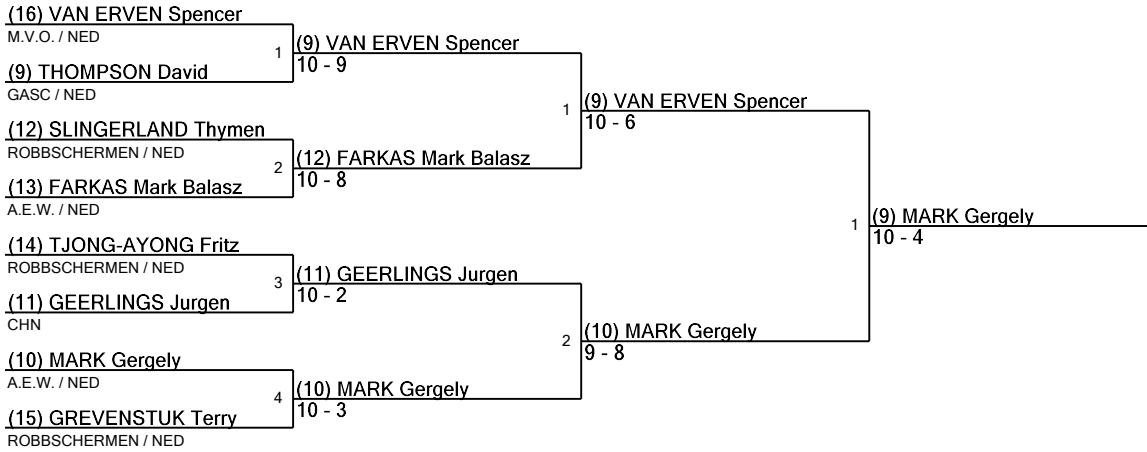 (16) VAN ERVEN Spencer
M.V.O. / NED
(9) THOMPSON David
GASC / NED
(12) SLINGERLAND Thymen
ROBBSCHERMEN / NED
(13) FARKAS Mark Balasz
A.E.W. / NED
(14) TJONG-AYONG Fritz
ROBBSCHERMEN / NED
(11) GEERLINGS Jurgen
CHN
(10) MARK Gergely
A.E.W. / NED
(15) GREVENSTUK Terry
ROBBSCHERMEN / NED
1
(9) VAN ERVEN Spencer
10 - 9
2
(12) FARKAS Mark Balasz
10 - 8
3
(11) GEERLINGS Jurgen
10 - 2
4
(10) MARK Gergely
10 - 3
1
(9) VAN ERVEN Spencer
10 - 6
2
(10) MARK Gergely
9 - 8
1
(9) MARK Gergely
10 - 4